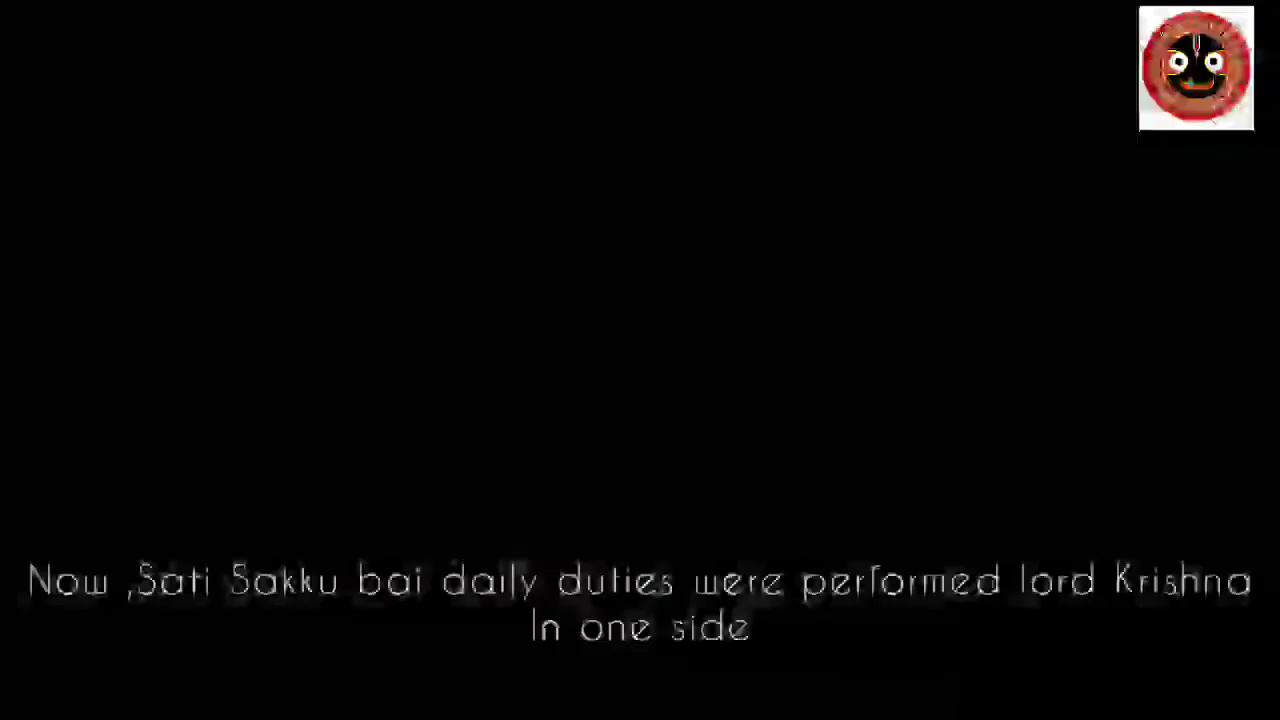 Now ,Sati Sakku bai daily duties were performed lord Krishna
In one side